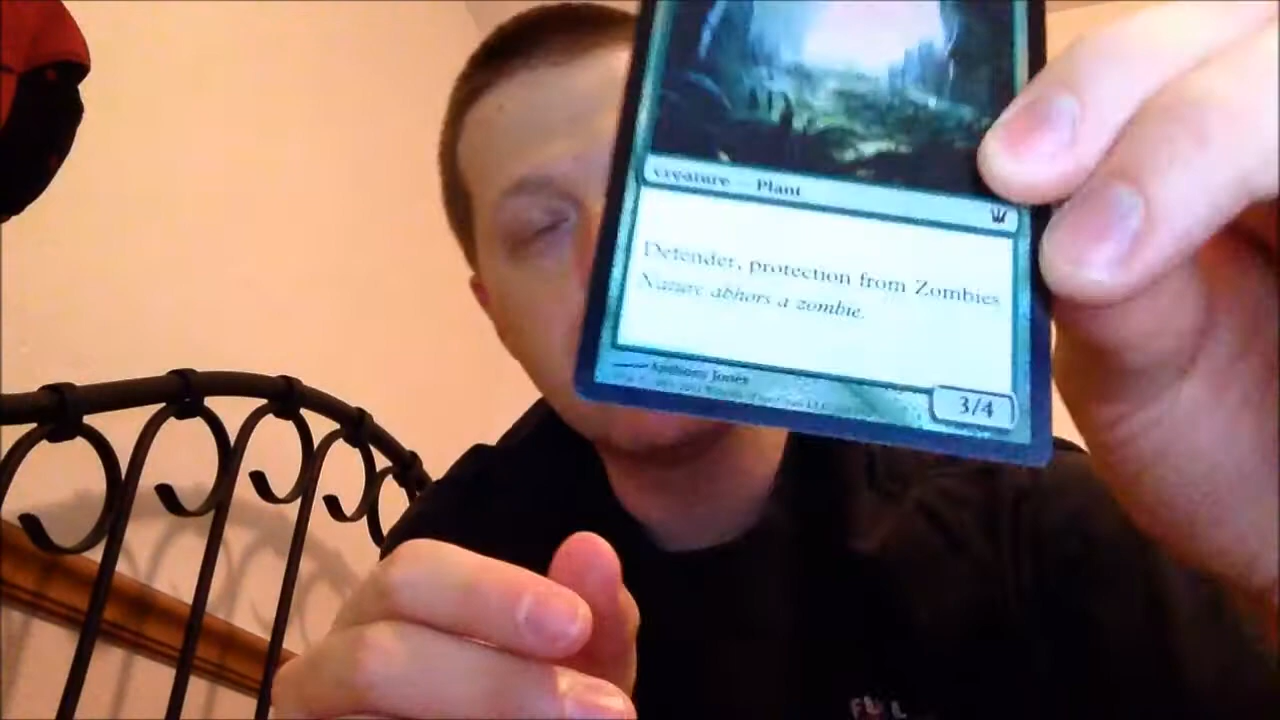 Creature — Plant
Defender, protection from Zombies
Nature abhors a zombie.
Anthony Jones
3/4